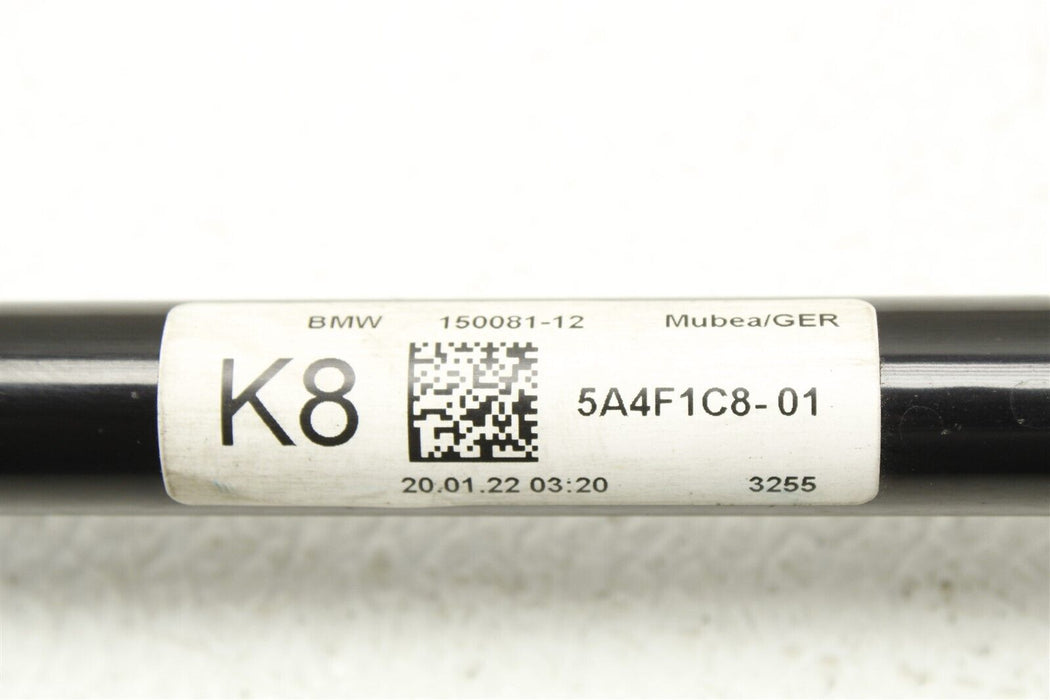 BMW 150081-12 Mubea/GER
K8 5A4F1C8-01
20.01.22 03:20 3255